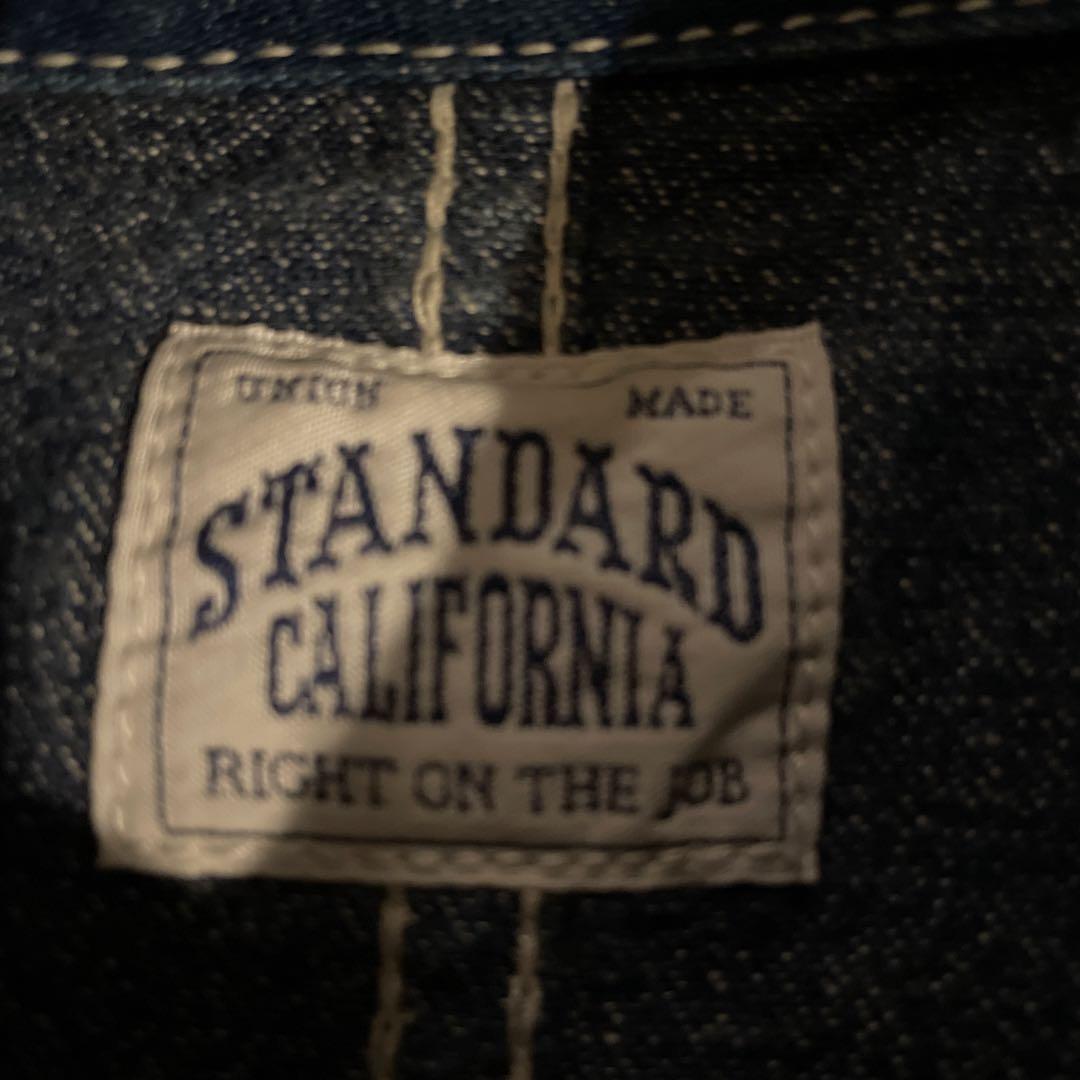 UNION MADE
STANDARD
CALIFORNIA
RIGHT ON THE JOB